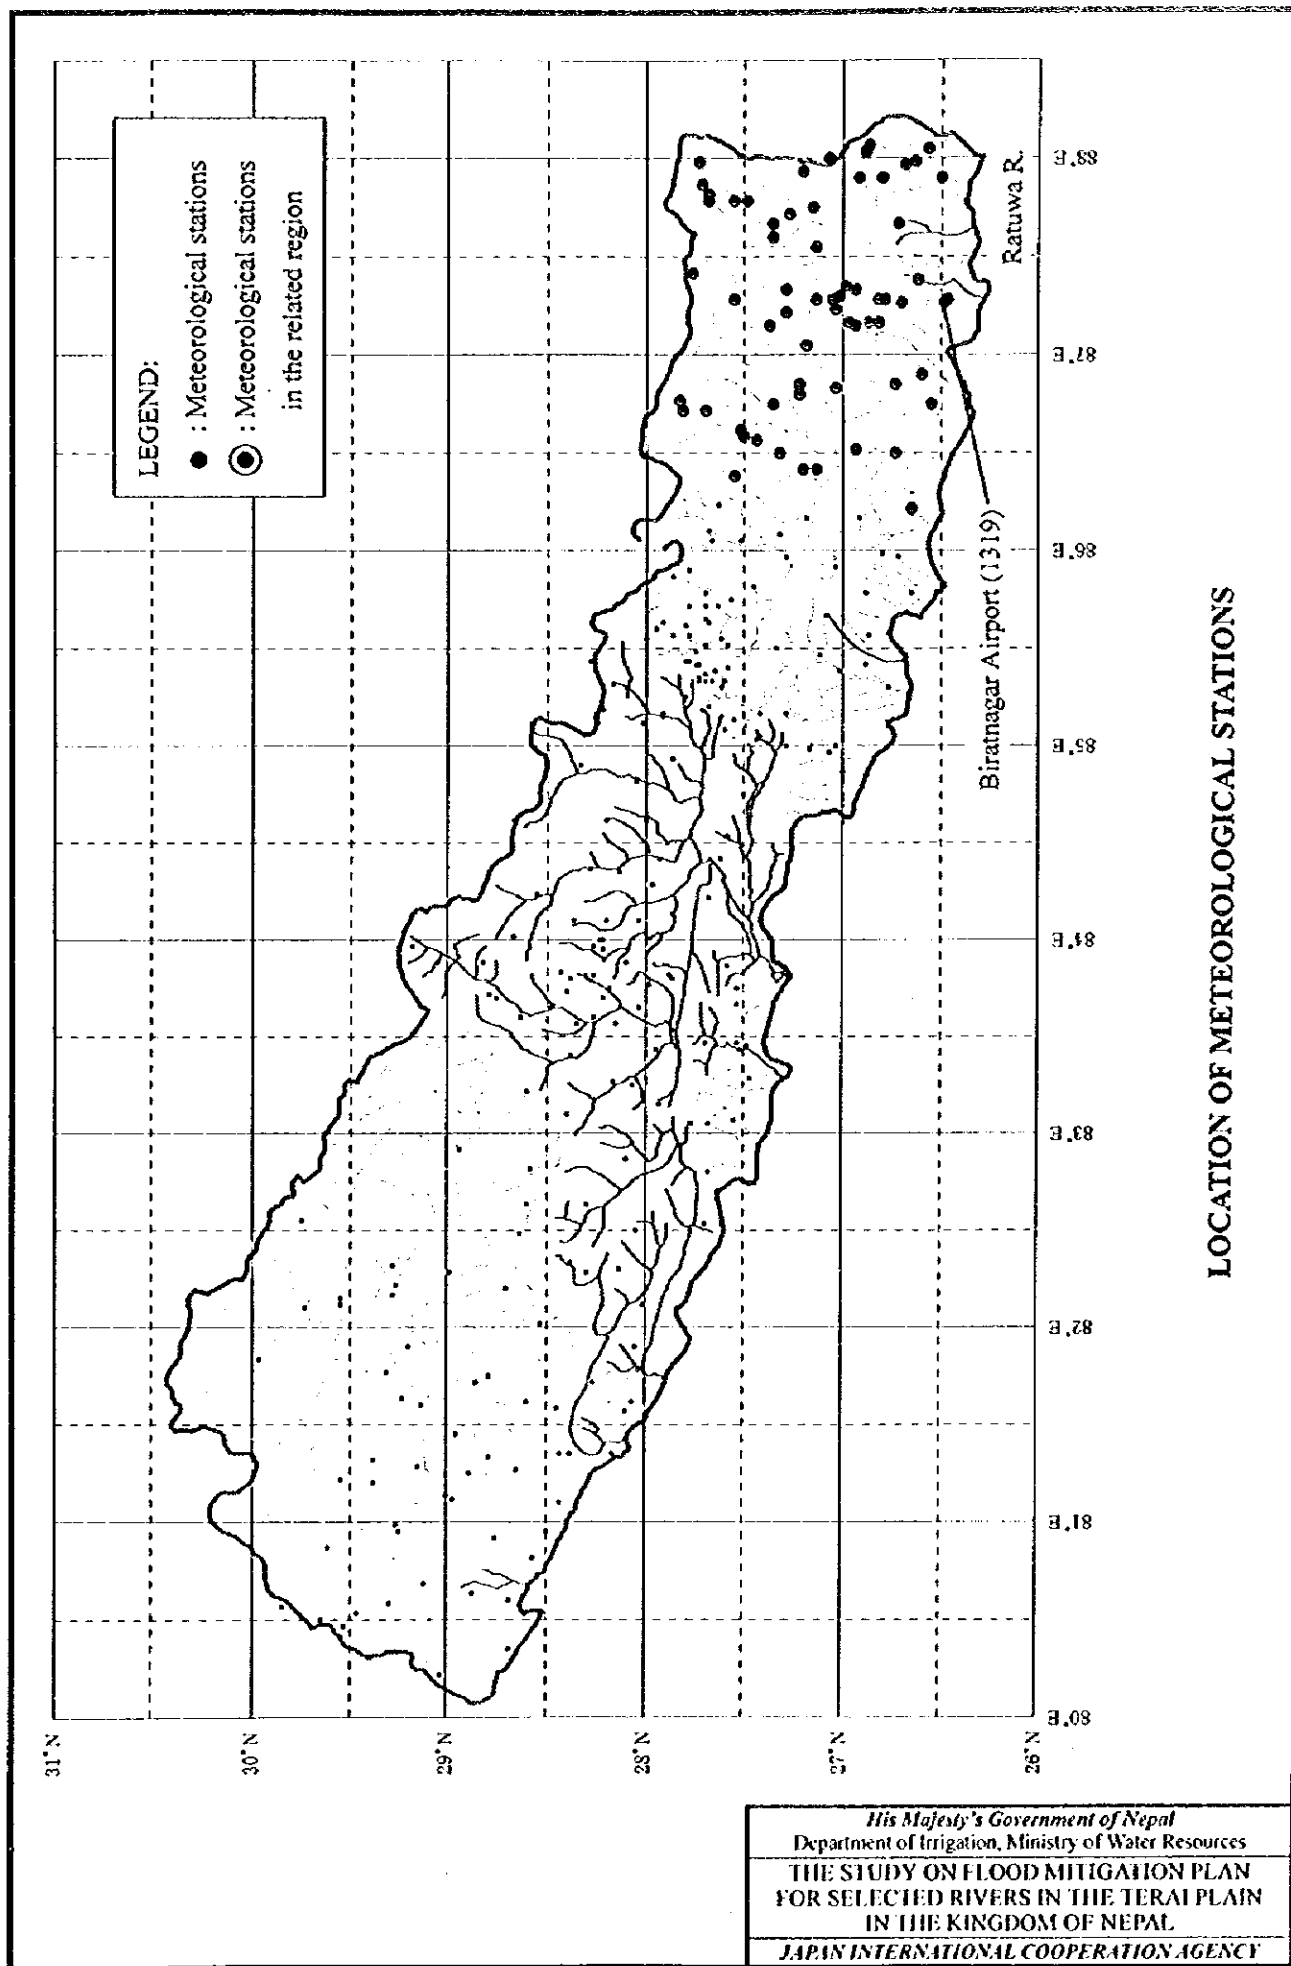 LEGEND:
● : Meteorological stations
◉ : Meteorological stations
in the related region
31°N
30°N
29°N
28°N
27°N
26°N
80°E
81°E
82°E
83°E
84°E
85°E
86°E
87°E
88°E
Ratuwa R.
Biratnagar Airport (1319)
LOCATION OF METEOROLOGICAL STATIONS
His Majesty's Government of Nepal
Department of Irrigation, Ministry of Water Resources
THE STUDY ON FLOOD MITIGATION PLAN
FOR SELECTED RIVERS IN THE TERAI PLAIN
IN THE KINGDOM OF NEPAL
JAPAN INTERNATIONAL COOPERATION AGENCY